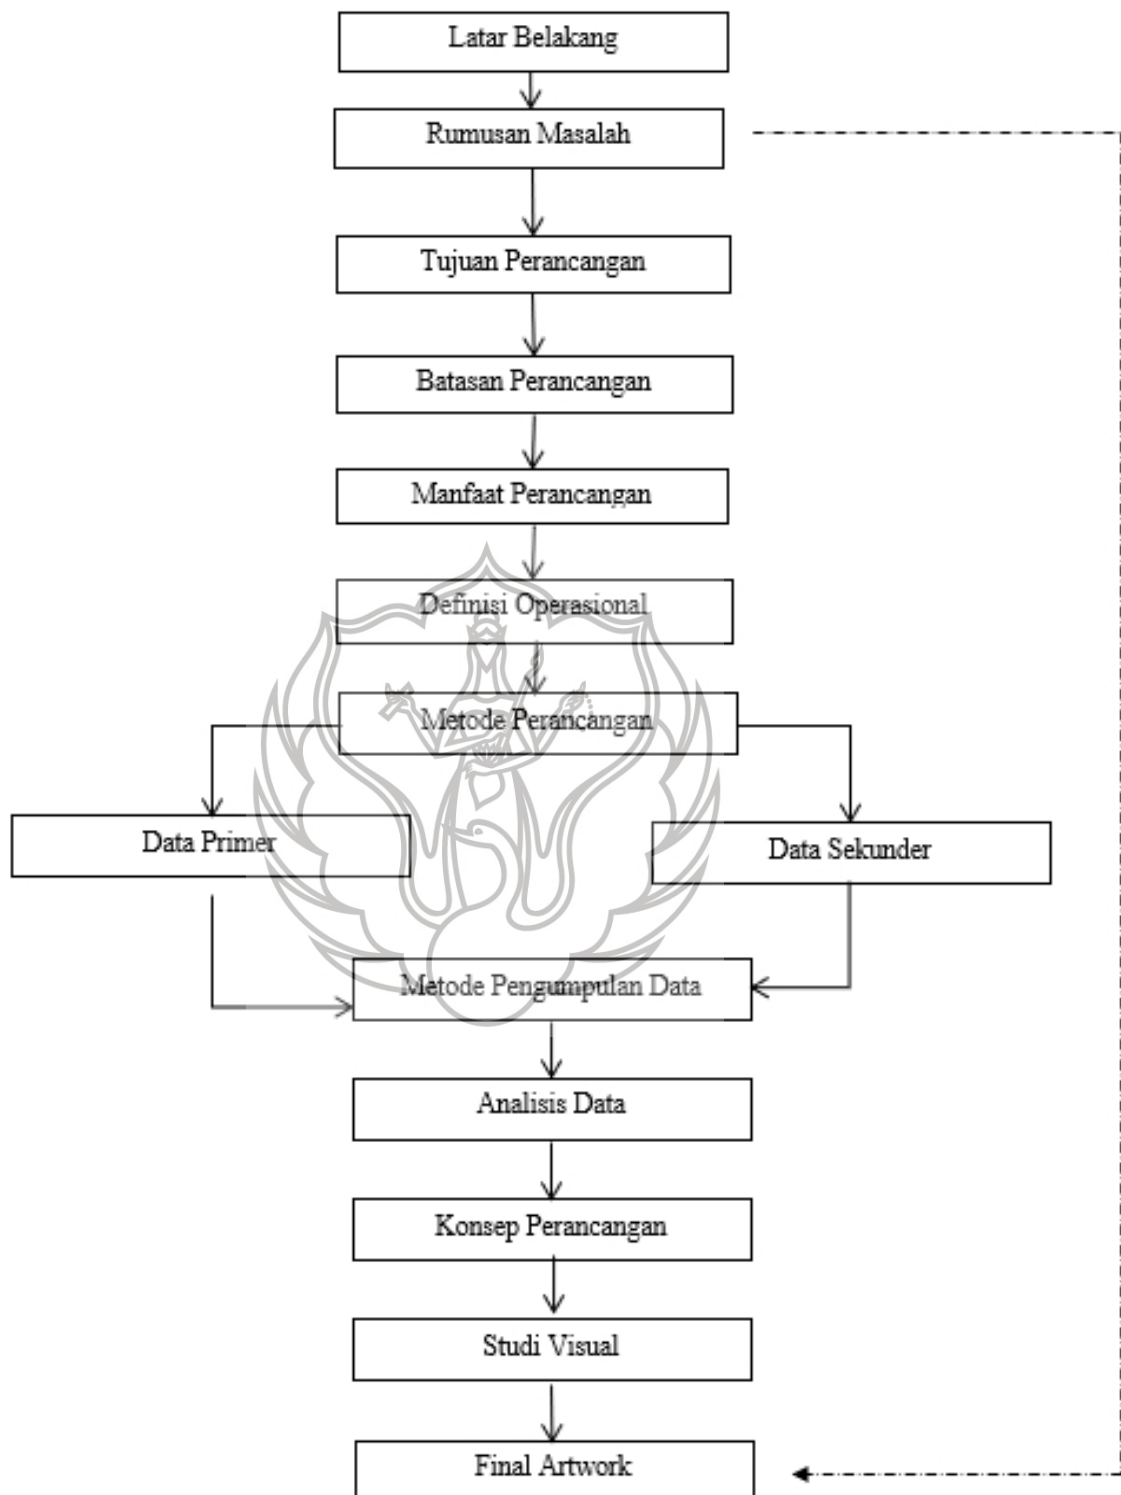 Latar Belakang
Rumusan Masalah
Tujuan Perancangan
Batasan Perancangan
Manfaat Perancangan
Definisi Operasional
Metode Perancangan
Data Primer
Data Sekunder
Metode Pengumpulan Data
Analisis Data
Konsep Perancangan
Studi Visual
Final Artwork